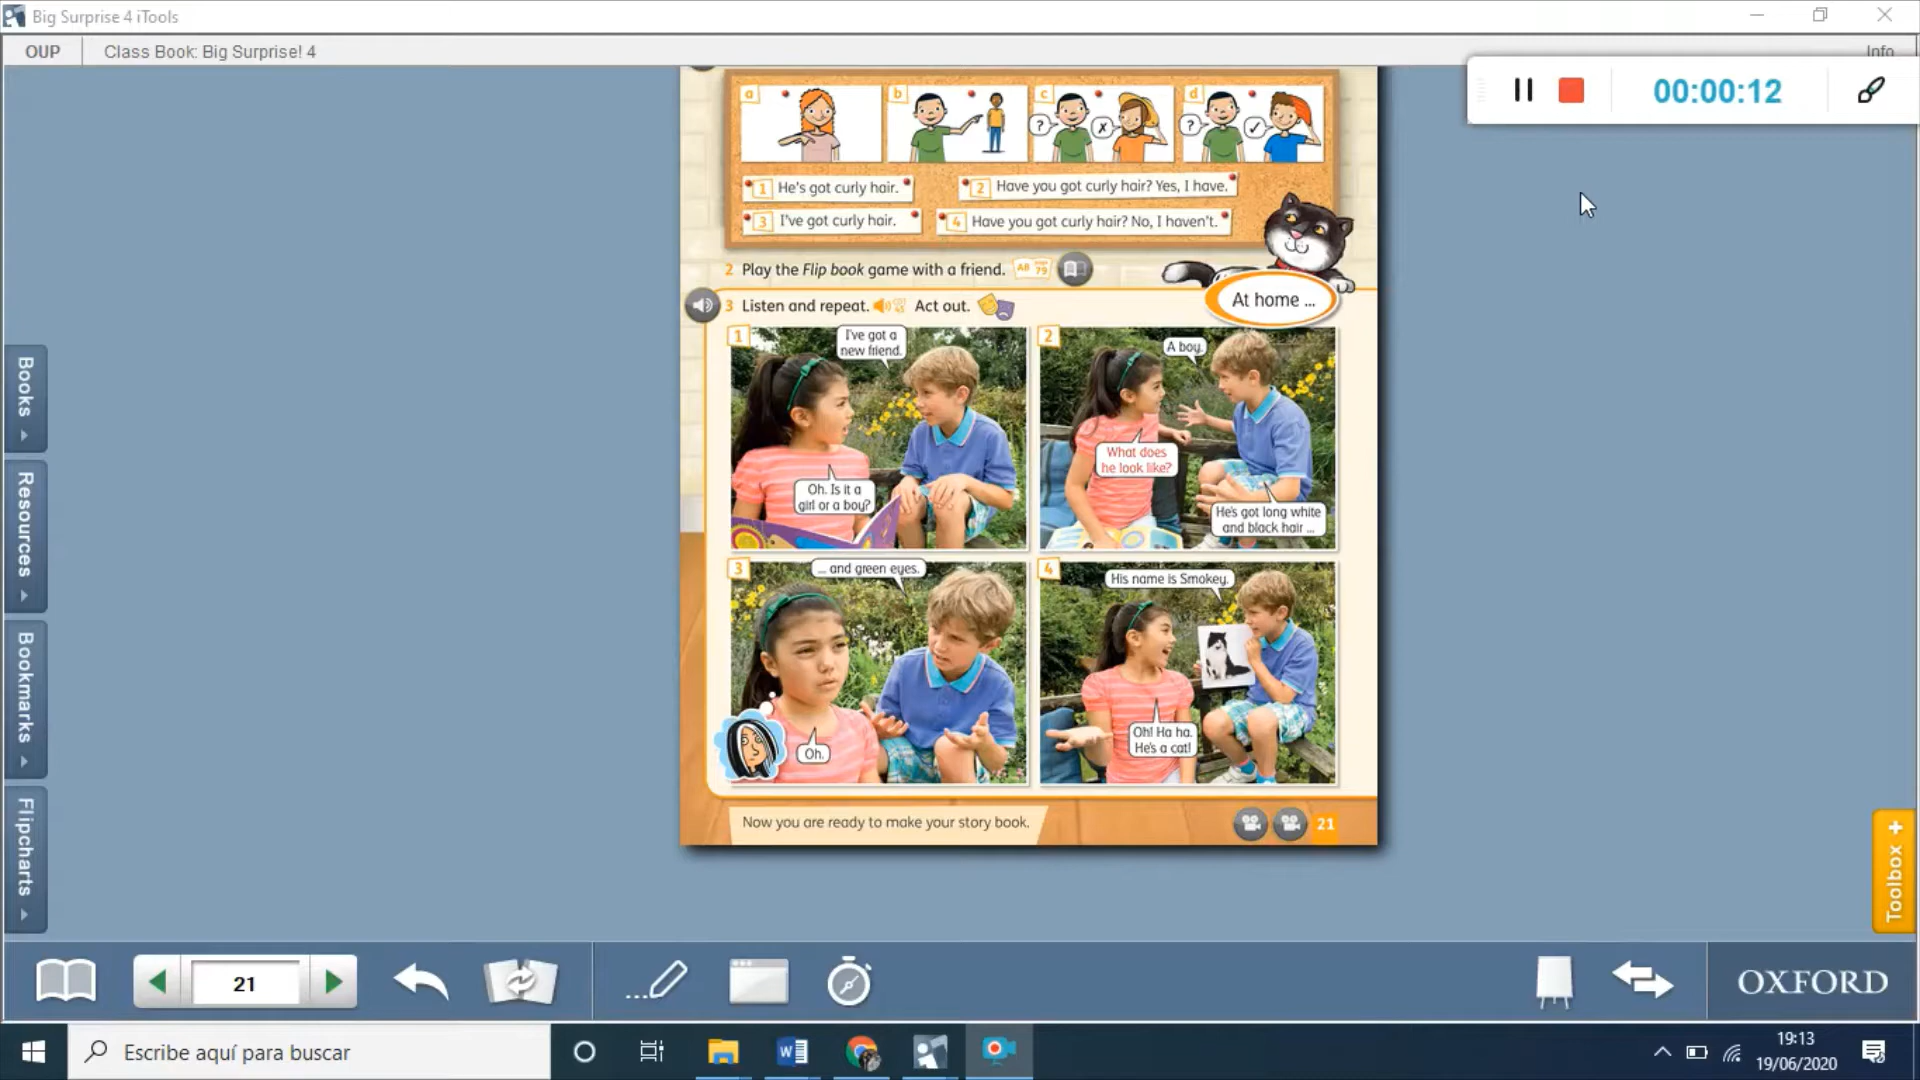 Big Surprise 4 iTools
OUP
Class Book: Big Surprise! 4
Info
00:00:12
a
b
c
d
?
x
?
✓
1 He's got curly hair.
2 Have you got curly hair? Yes, I have.
3 I've got curly hair.
4 Have you got curly hair? No, I haven't.
2 Play the Flip book game with a friend. AB page 79
3 Listen and repeat. Act out.
At home ...
1
I've got a
new friend.
Oh. Is it a
girl or a boy?
2
A boy.
What does
he look like?
He's got long white
and black hair ...
3
... and green eyes.
Oh.
4
His name is Smokey.
Oh! Ha ha.
He's a cat!
Now you are ready to make your story book.
21
Books
Resources
Bookmarks
Flipcharts
Toolbox +
21
OXFORD
Escribe aquí para buscar
19:13
19/06/2020